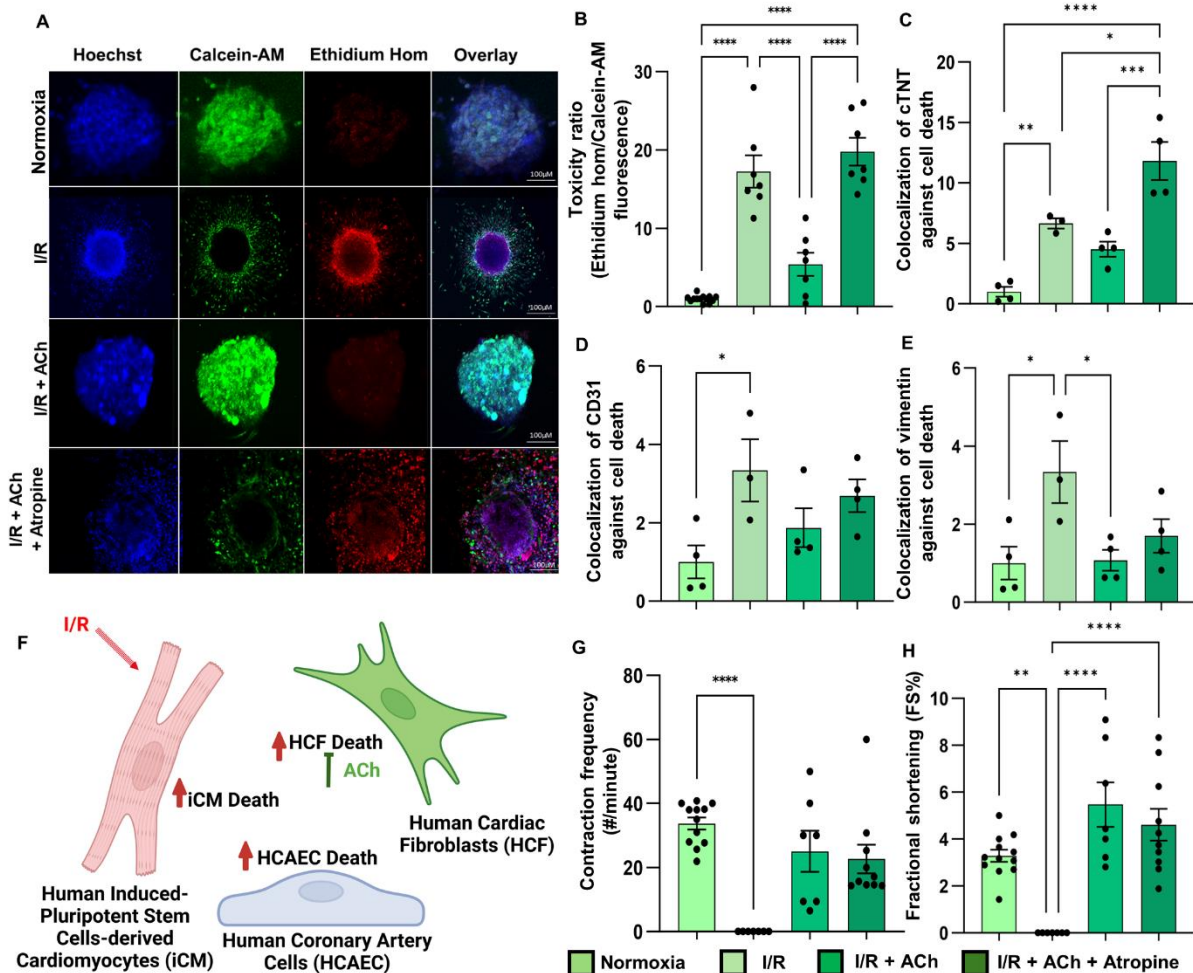 A
Hoechst Calcein-AM Ethidium Hom Overlay
Normoxia
100µM
I/R
100µM
I/R + ACh
100µM
I/R + ACh
+ Atropine
100µM
B
Toxicity ratio
(Ethidium hom/Calcein-AM
fluorescence)
30
20
10
0
****
**** **** ****
C
Colocalization of cTNT
against cell death
20
15
10
5
0
****
*
***
**
D
Colocalization of CD31
against cell death
6
4
2
0
*
E
Colocalization of vimentin
against cell death
6
4
2
0
* *
F
I/R
iCM Death
HCF Death
ACh
HCAEC Death
Human Cardiac
Fibroblasts (HCF)
Human Induced-
Pluripotent Stem
Cells-derived
Cardiomyocytes (iCM)
Human Coronary Artery
Cells (HCAEC)
G
Contraction frequency
(#/minute)
80
60
40
20
0
****
H
Fractional shortening (FS%)
10
8
6
4
2
0
****
** ****
Normoxia I/R I/R + ACh I/R + ACh + Atropine